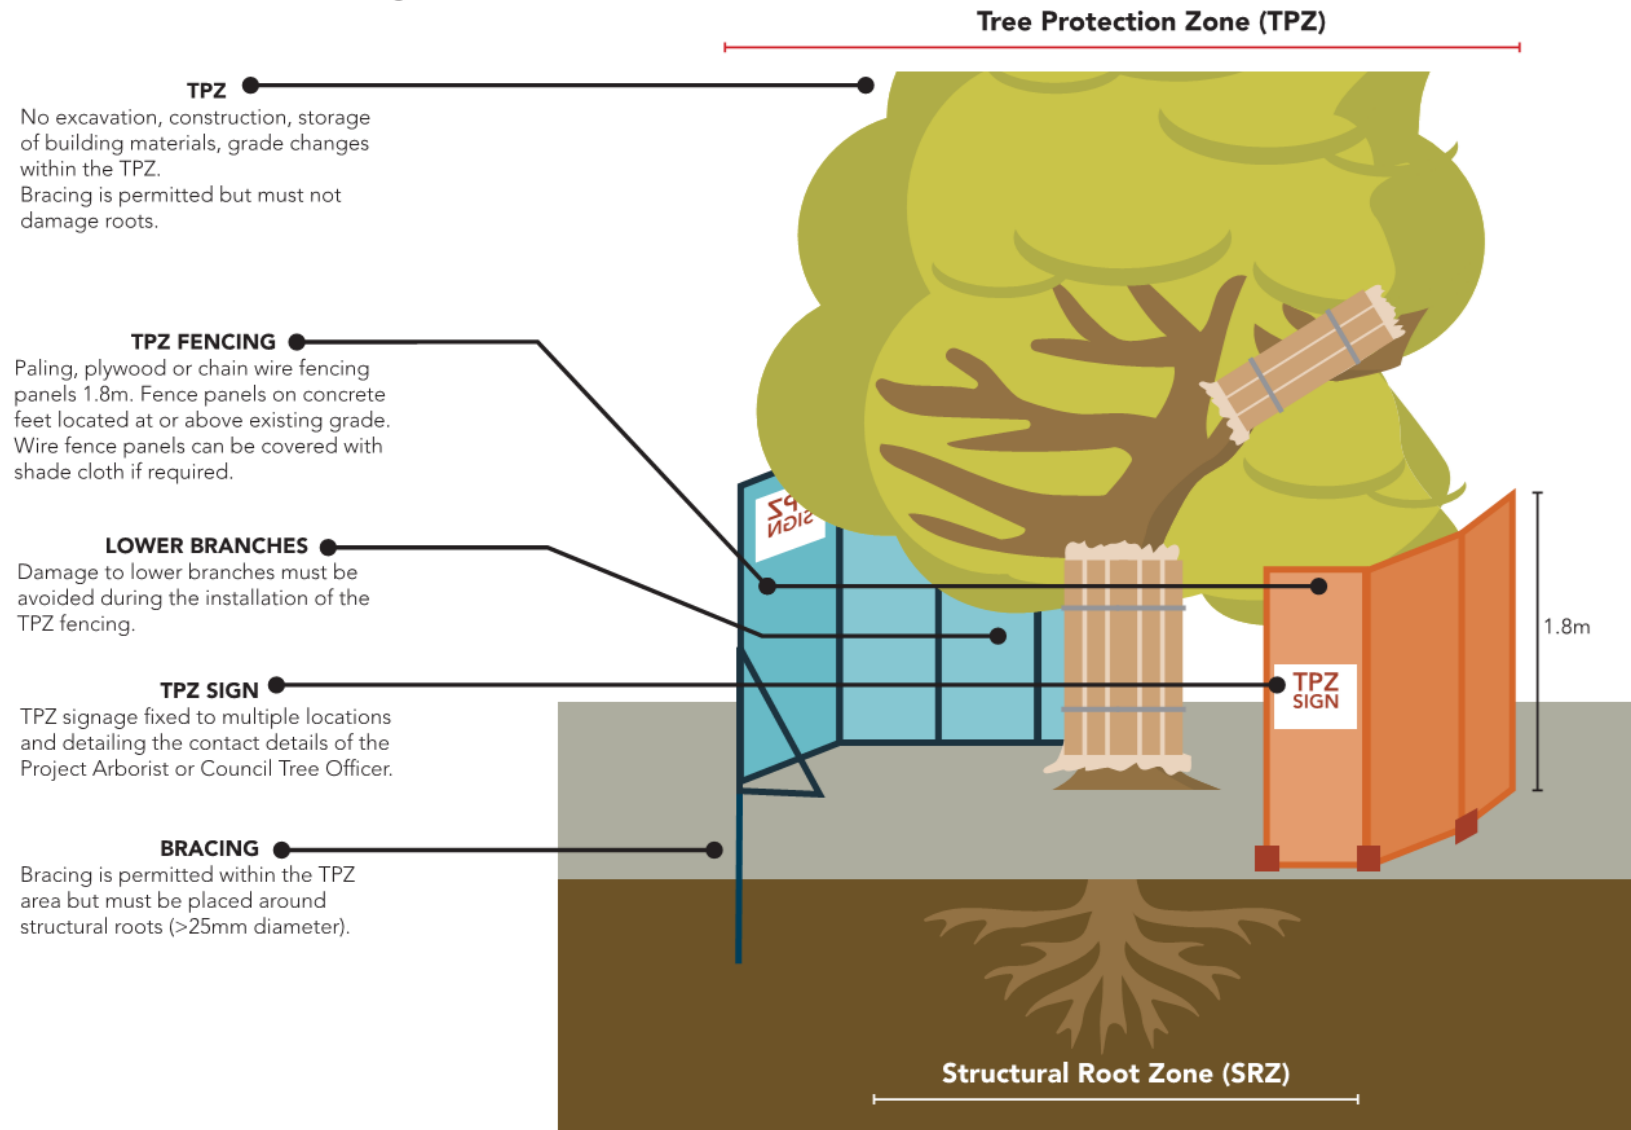 Tree Protection Zone (TPZ)
TPZ
No excavation, construction, storage
of building materials, grade changes
within the TPZ.
Bracing is permitted but must not
damage roots.
TPZ FENCING
Paling, plywood or chain wire fencing
panels 1.8m. Fence panels on concrete
feet located at or above existing grade.
Wire fence panels can be covered with
shade cloth if required.
LOWER BRANCHES
Damage to lower branches must be
avoided during the installation of the
TPZ fencing.
TPZ SIGN
TPZ signage fixed to multiple locations
and detailing the contact details of the
Project Arborist or Council Tree Officer.
BRACING
Bracing is permitted within the TPZ
area but must be placed around
structural roots (>25mm diameter).
TPZ
SIGN
TPZ
SIGN
1.8m
Structural Root Zone (SRZ)